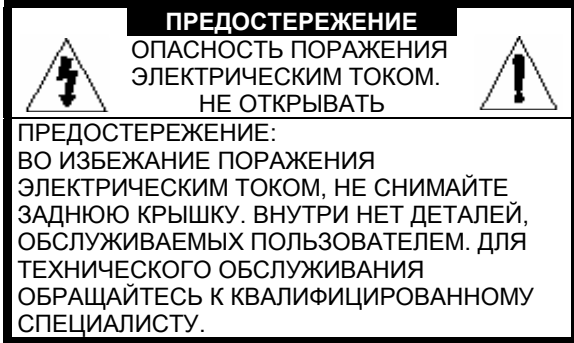 ПРЕДОСТЕРЕЖЕНИЕ
ОПАСНОСТЬ ПОРАЖЕНИЯ
ЭЛЕКТРИЧЕСКИМ ТОКОМ.
НЕ ОТКРЫВАТЬ
ПРЕДОСТЕРЕЖЕНИЕ:
ВО ИЗБЕЖАНИЕ ПОРАЖЕНИЯ
ЭЛЕКТРИЧЕСКИМ ТОКОМ, НЕ СНИМАЙТЕ
ЗАДНЮЮ КРЫШКУ. ВНУТРИ НЕТ ДЕТАЛЕЙ,
ОБСЛУЖИВАЕМЫХ ПОЛЬЗОВАТЕЛЕМ. ДЛЯ
ТЕХНИЧЕСКОГО ОБСЛУЖИВАНИЯ
ОБРАЩАЙТЕСЬ К КВАЛИФИЦИРОВАННОМУ
СПЕЦИАЛИСТУ.